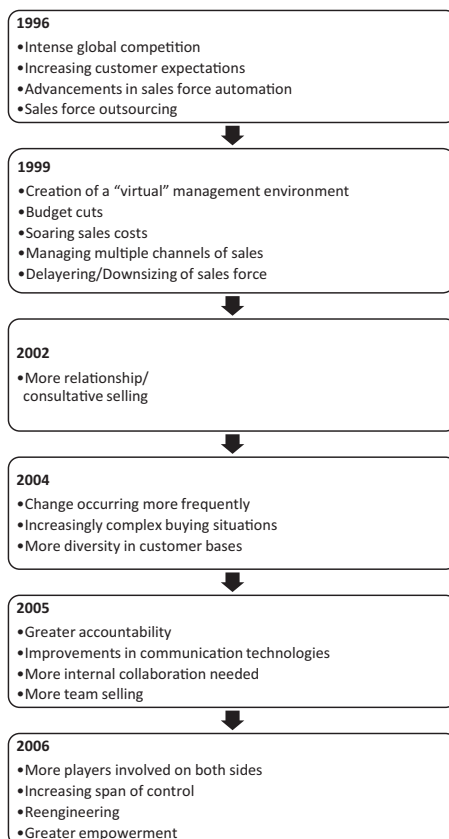 1996
•Intense global competition
•Increasing customer expectations
•Advancements in sales force automation
•Sales force outsourcing
1999
•Creation of a “virtual” management environment
•Budget cuts
•Soaring sales costs
•Managing multiple channels of sales
•Delayering/Downsizing of sales force
2002
•More relationship/
consultative selling
2004
•Change occurring more frequently
•Increasingly complex buying situations
•More diversity in customer bases
2005
•Greater accountability
•Improvements in communication technologies
•More internal collaboration needed
•More team selling
2006
•More players involved on both sides
•Increasing span of control
•Reengineering
•Greater empowerment